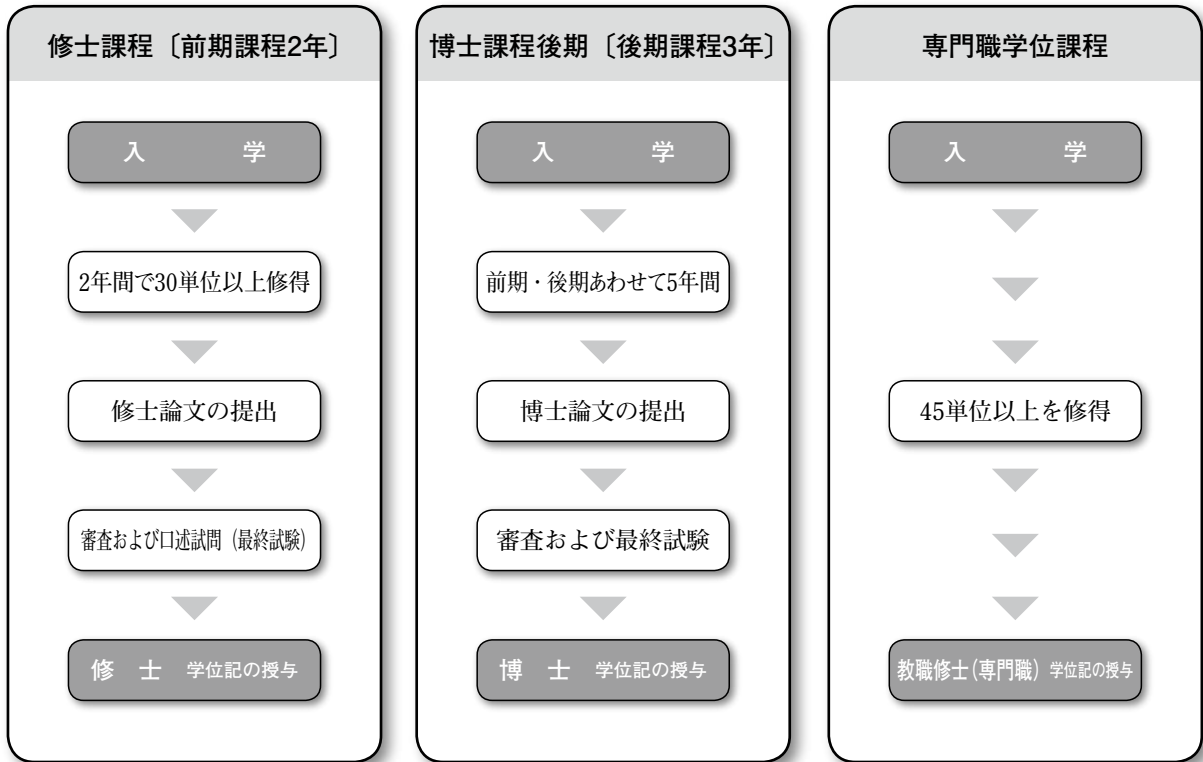 修士課程〔前期課程2年〕
入　学
2年間で30単位以上修得
修士論文の提出
審査および口述試問（最終試験）
修　士　学位記の授与
博士課程後期〔後期課程3年〕
入　学
前期・後期あわせて5年間
博士論文の提出
審査および最終試験
博　士　学位記の授与
専門職学位課程
入　学
45単位以上を修得
教職修士（専門職）学位記の授与